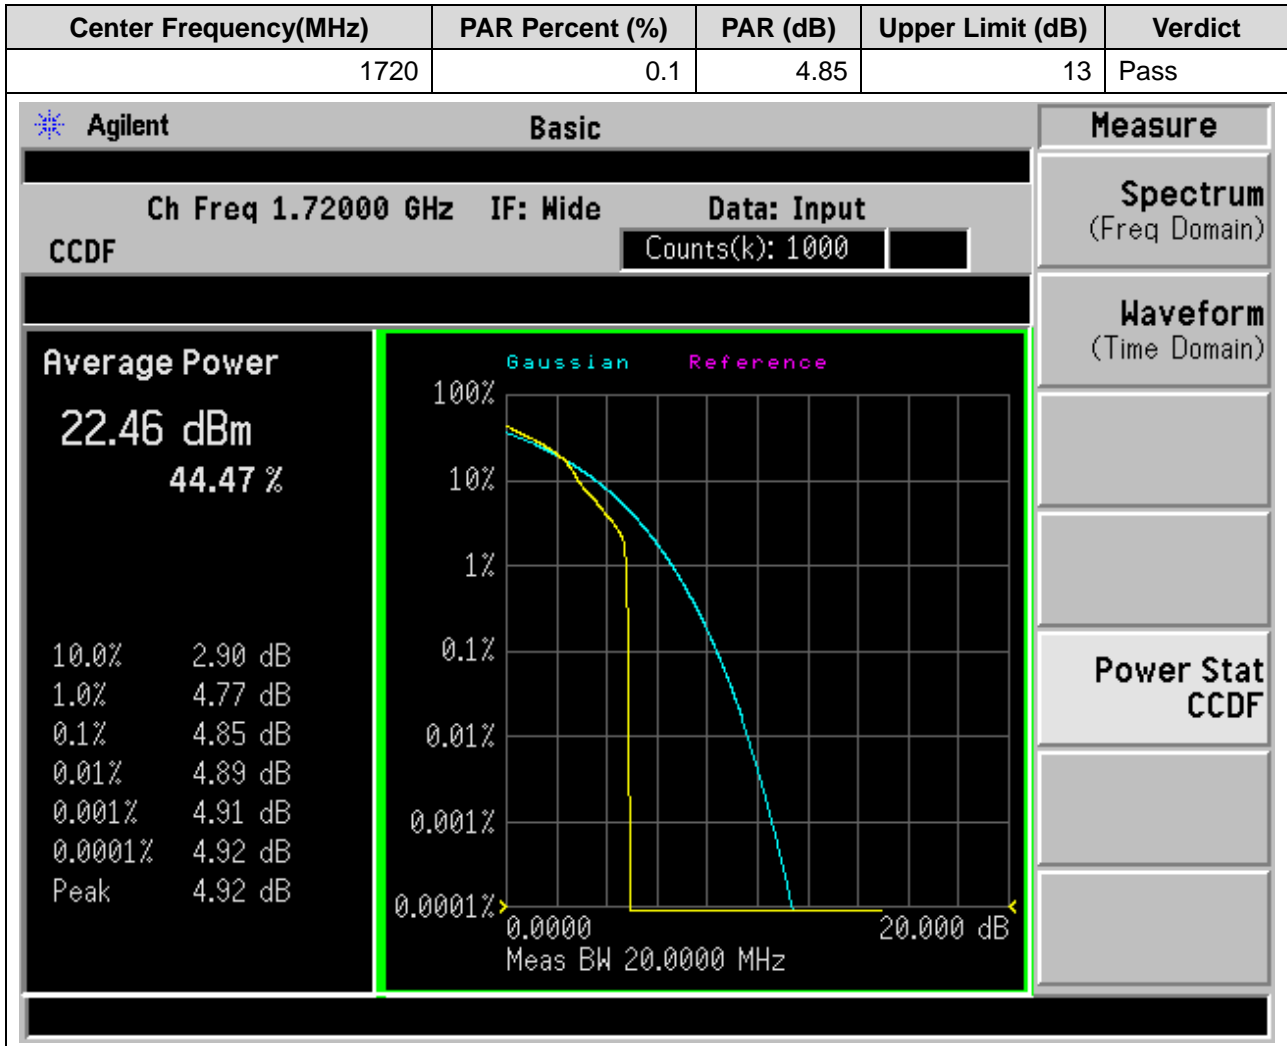 Center Frequency(MHz) PAR Percent (%) PAR (dB) Upper Limit (dB) Verdict
1720 0.1 4.85 13 Pass
Agilent Basic Measure
Ch Freq 1.72000 GHz IF: Wide Data: Input
CCDF Counts(k): 1000
Spectrum
(Freq Domain)
Waveform
(Time Domain)
Power Stat
CCDF
Average Power
22.46 dBm
44.47 %
10.0% 2.90 dB
1.0% 4.77 dB
0.1% 4.85 dB
0.01% 4.89 dB
0.001% 4.91 dB
0.0001% 4.92 dB
Peak 4.92 dB
Gaussian Reference
100%
10%
1%
0.1%
0.01%
0.001%
0.0001%
0.0000 20.000 dB
Meas BW 20.0000 MHz